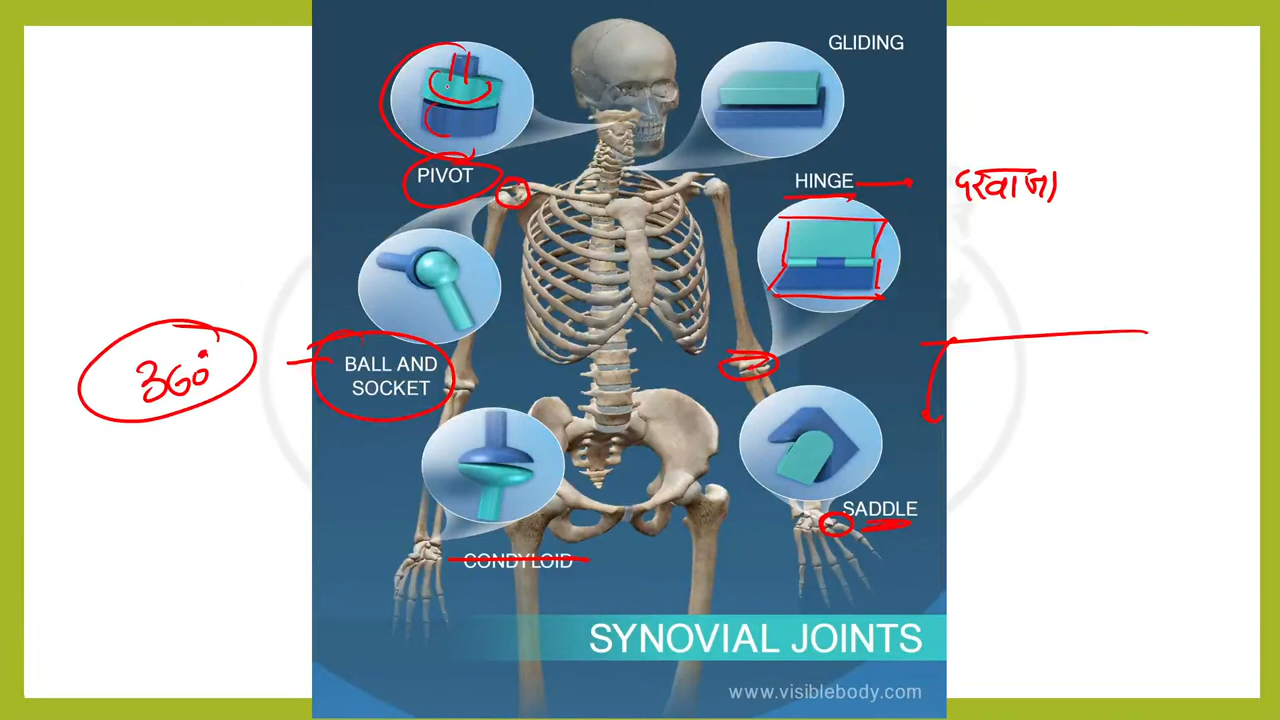 GLIDING
PIVOT
HINGE
दरवाजा
360°
BALL AND
SOCKET
SADDLE
CONDYLOID
SYNOVIAL JOINTS
www.visiblebody.com